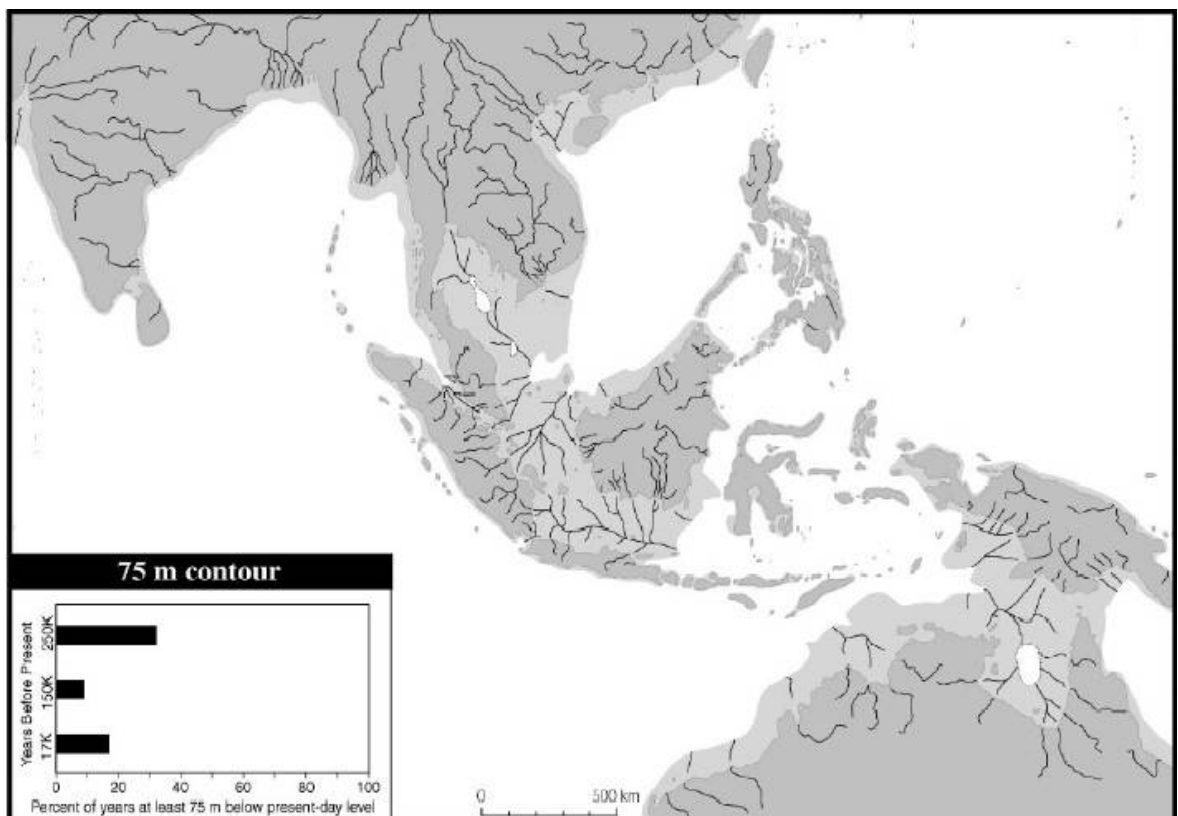 75 m contour
Years Before Present
250K
150K
17K
0 20 40 60 80 100
Percent of years at least 75 m below present-day level
0 500 km